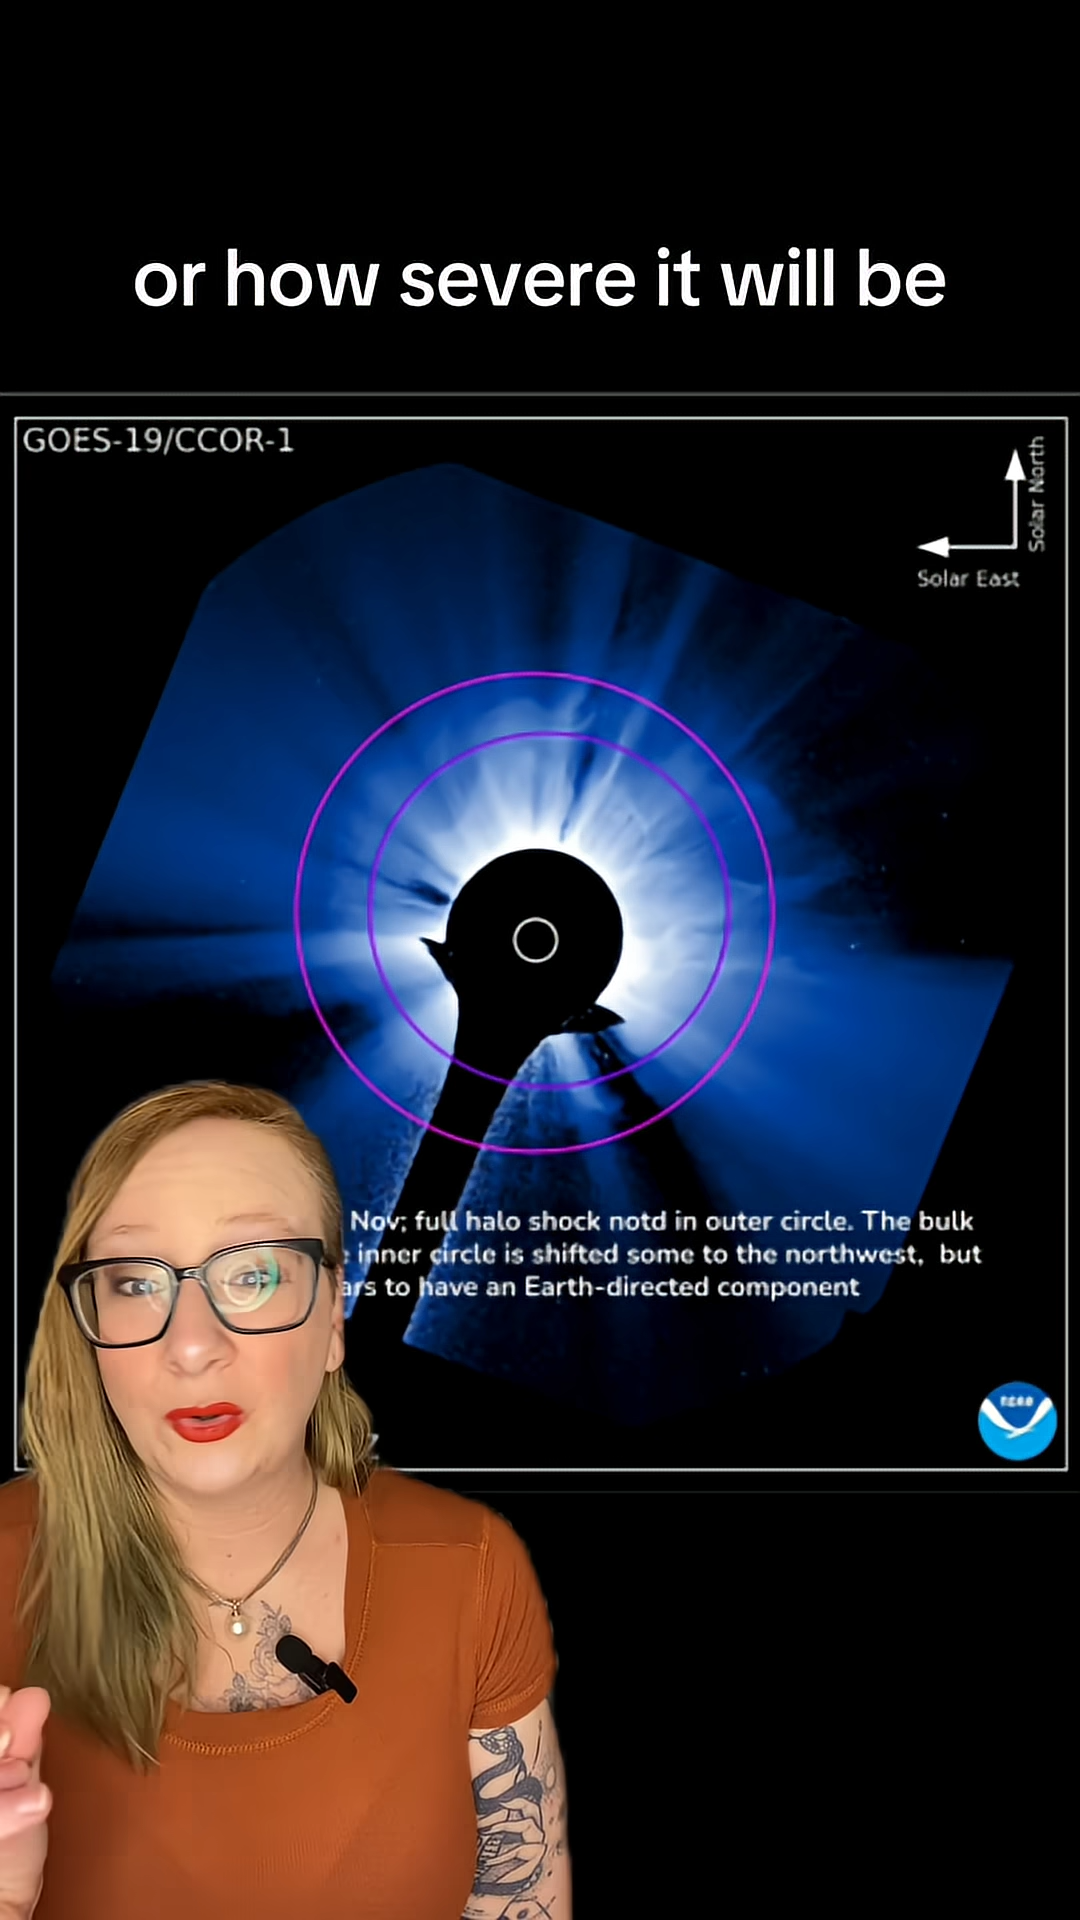 or how severe it will be
GOES-19/CCOR-1
Solar North
Solar East
Nov; full halo shock notd in outer circle. The bulk
inner circle is shifted some to the northwest, but
ars to have an Earth-directed component